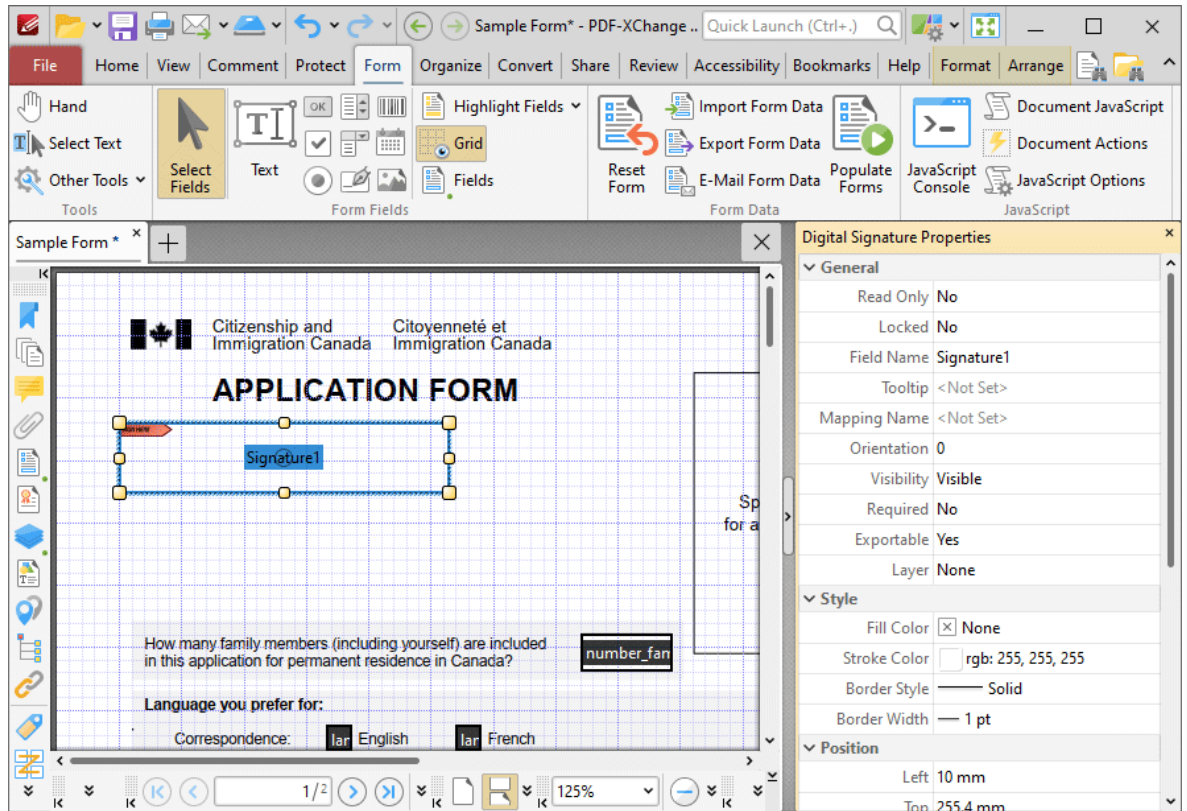 Sample Form* - PDF-XChange ..
Quick Launch (Ctrl+.)
File Home View Comment Protect Form Organize Convert Share Review Accessibility Bookmarks Help Format Arrange
Hand
Select Text
Other Tools
Tools
Select Fields
Text
OK
Highlight Fields
Grid
Fields
Form Fields
Reset Form
Import Form Data
Export Form Data
E-Mail Form Data
Populate Forms
Form Data
JavaScript Console
Document JavaScript
Document Actions
JavaScript Options
JavaScript
Sample Form *
Citizenship and Immigration Canada
Citoyenneté et Immigration Canada
APPLICATION FORM
Signature1
Sp
for a
How many family members (including yourself) are included
in this application for permanent residence in Canada?
number_fan
Language you prefer for:
Correspondence: lar English lar French
1/2
125%
Digital Signature Properties
General
Read Only No
Locked No
Field Name Signature1
Tooltip <Not Set>
Mapping Name <Not Set>
Orientation 0
Visibility Visible
Required No
Exportable Yes
Layer None
Style
Fill Color None
Stroke Color rgb: 255, 255, 255
Border Style Solid
Border Width 1 pt
Position
Left 10 mm
Top 255.4 mm